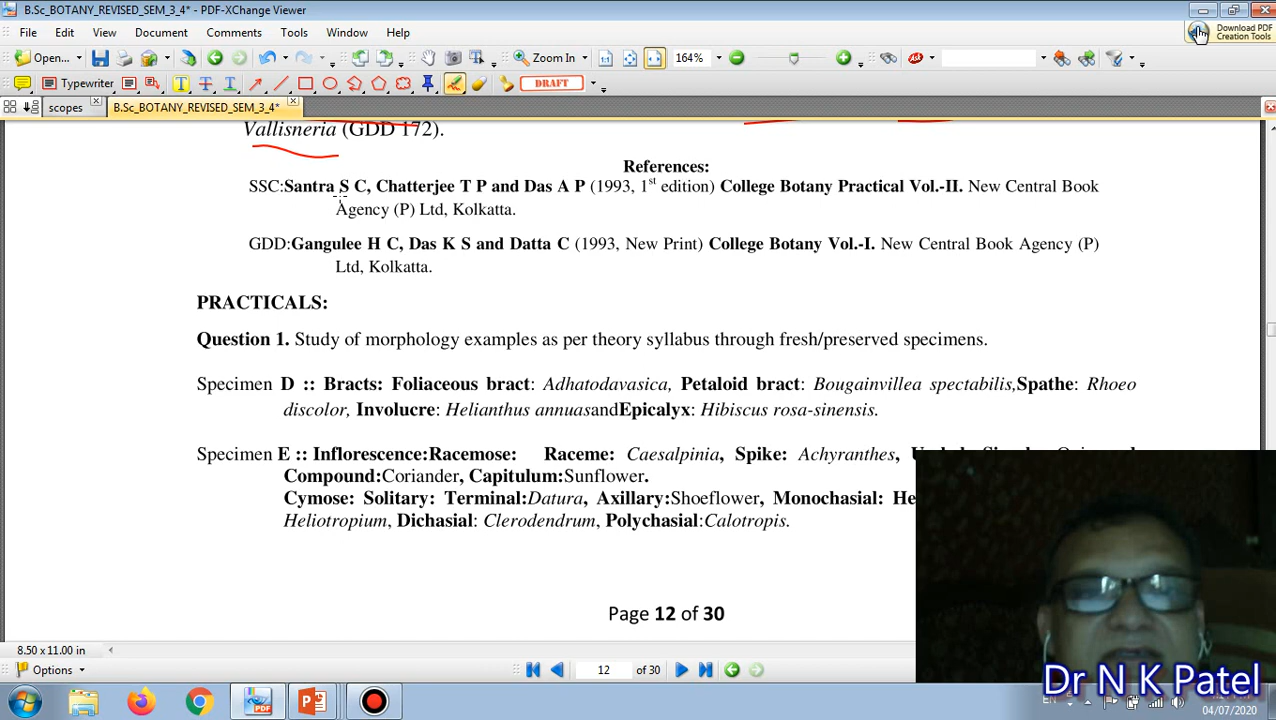 B.Sc_BOTANY_REVISED_SEM_3_4* - PDF-XChange Viewer
File Edit View Document Comments Tools Window Help
Download PDF
Creation Tools
Open... Zoom In 164%
Typewriter DRAFT
scopes B.Sc_BOTANY_REVISED_SEM_3_4*
Vallisneria (GDD 172).
References:
SSC:Santra S C, Chatterjee T P and Das A P (1993, 1st edition) College Botany Practical Vol.-II. New Central Book
Agency (P) Ltd, Kolkatta.
GDD:Gangulee H C, Das K S and Datta C (1993, New Print) College Botany Vol.-I. New Central Book Agency (P)
Ltd, Kolkatta.
PRACTICALS:
Question 1. Study of morphology examples as per theory syllabus through fresh/preserved specimens.
Specimen D :: Bracts: Foliaceous bract: Adhatodavasica, Petaloid bract: Bougainvillea spectabilis,Spathe: Rhoeo
discolor, Involucre: Helianthus annuasandEpicalyx: Hibiscus rosa-sinensis.
Specimen E :: Inflorescence:Racemose: Raceme: Caesalpinia, Spike: Achyranthes,
Compound:Coriander, Capitulum:Sunflower.
Cymose: Solitary: Terminal:Datura, Axillary:Shoeflower, Monochasial: He
Heliotropium, Dichasial: Clerodendrum, Polychasial:Calotropis.
Page 12 of 30
8.50 x 11.00 in
Options 12 of 30
Dr N K Patel
04/07/2020